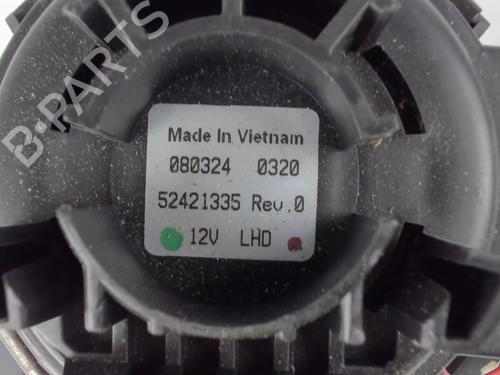 B-PARTS
Made In Vietnam
080324 0320
52421335 Rev.0
12V LHD